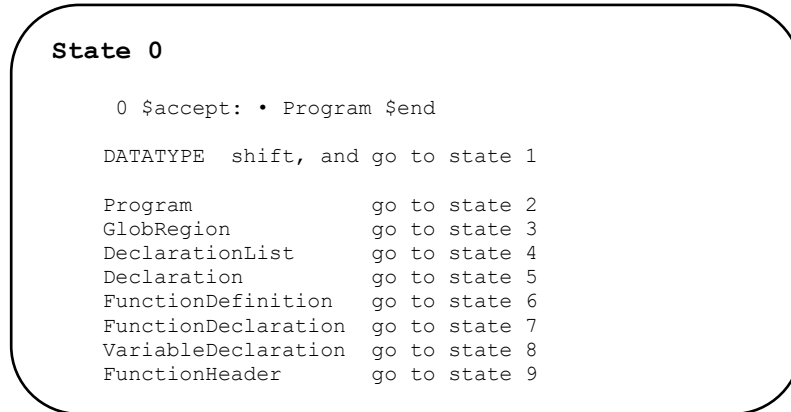 State 0
0 $accept: • Program $end
DATATYPE  shift, and go to state 1
Program             go to state 2
GlobRegion          go to state 3
DeclarationList     go to state 4
Declaration         go to state 5
FunctionDefinition  go to state 6
FunctionDeclaration go to state 7
VariableDeclaration go to state 8
FunctionHeader      go to state 9